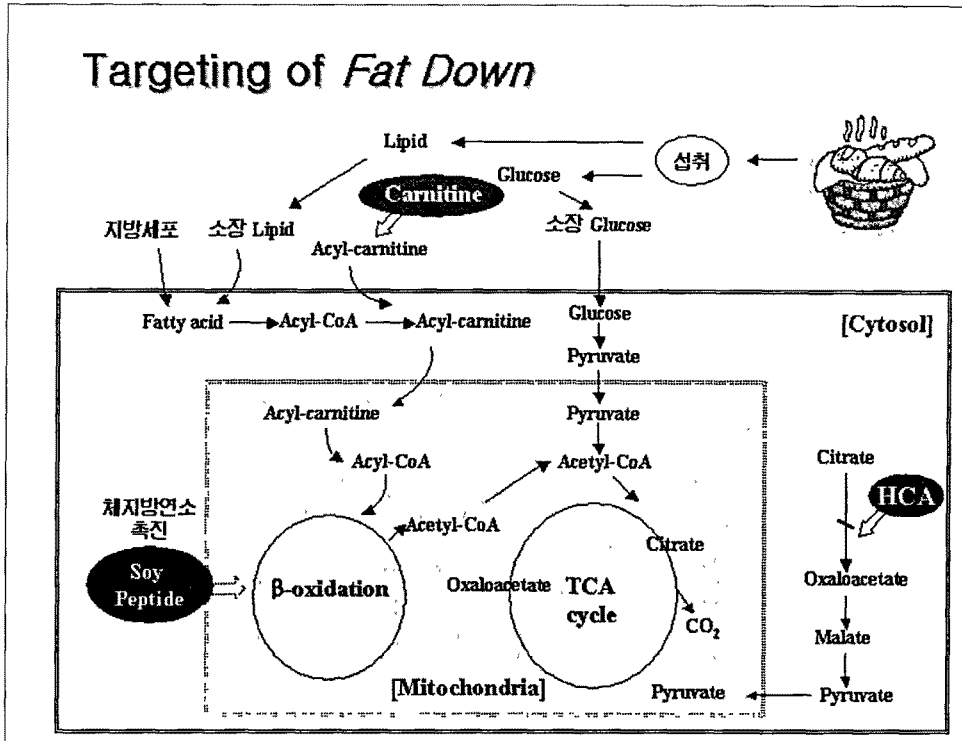 Targeting of Fat Down
Lipid
섭취
Glucose
Carnitine
지방세포
소장 Lipid
소장 Glucose
Acyl-carnitine
Fatty acid
Acyl-CoA
Acyl-carnitine
Glucose
[Cytosol]
Pyruvate
Acyl-carnitine
Pyruvate
Acyl-CoA
Acetyl-CoA
Citrate
HCA
체지방연소
촉진
Acetyl-CoA
Citrate
Soy
Peptide
β-oxidation
Oxaloacetate
TCA
cycle
Oxaloacetate
CO₂
Malate
[Mitochondria]
Pyruvate
Pyruvate